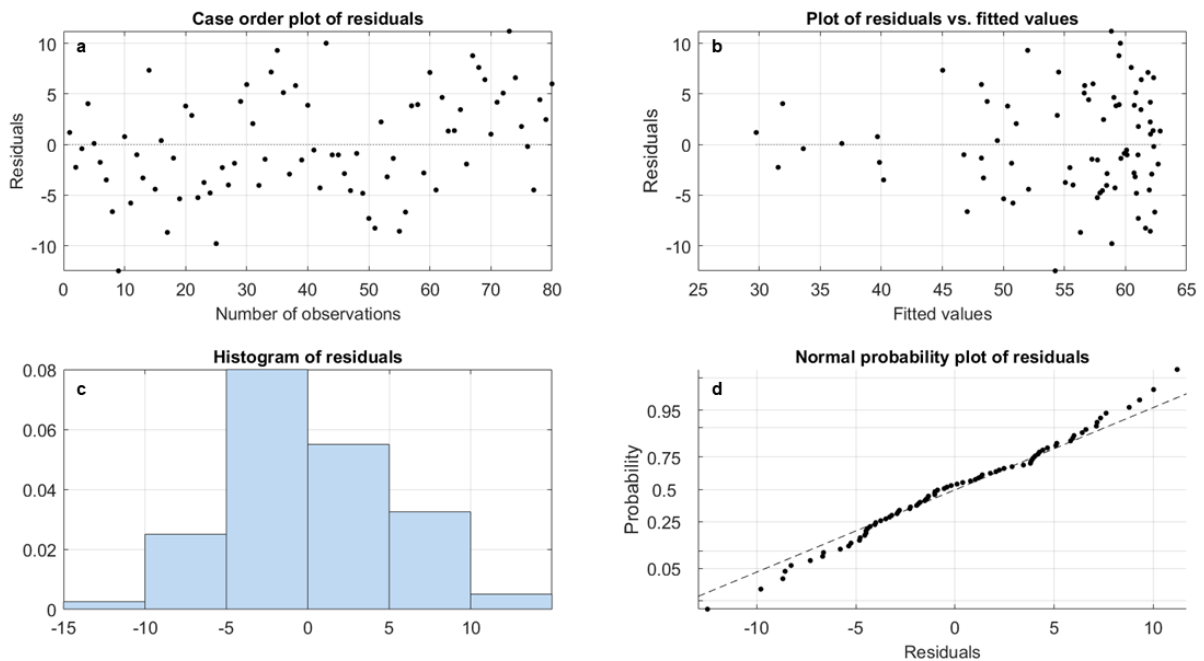 Case order plot of residuals
a
10
5
0
-5
-10
Residuals
0 10 20 30 40 50 60 70 80
Number of observations
Plot of residuals vs. fitted values
b
10
5
0
-5
-10
Residuals
25 30 35 40 45 50 55 60 65
Fitted values
Histogram of residuals
c
0.08
0.06
0.04
0.02
0
-15 -10 -5 0 5 10
Normal probability plot of residuals
d
0.95
0.75
0.5
0.25
0.05
Probability
-10 -5 0 5 10
Residuals